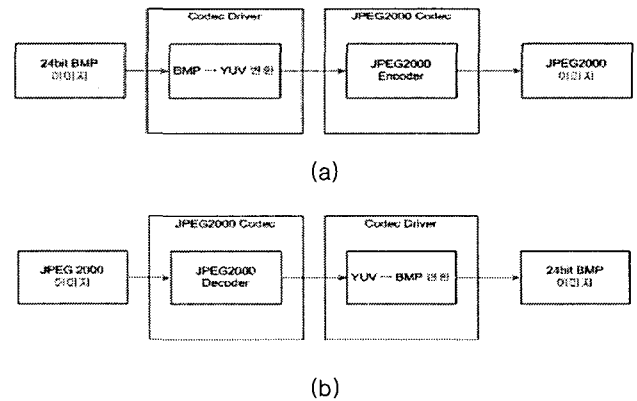 Codec Driver
JPEG2000 Codec
24bit BMP
이미지
BMP → YUV 변환
JPEG2000
Encoder
JPEG2000
이미지
(a)
JPEG2000 Codec
Codec Driver
JPEG 2000
이미지
JPEG2000
Decoder
YUV → BMP 변환
24bit BMP
이미지
(b)